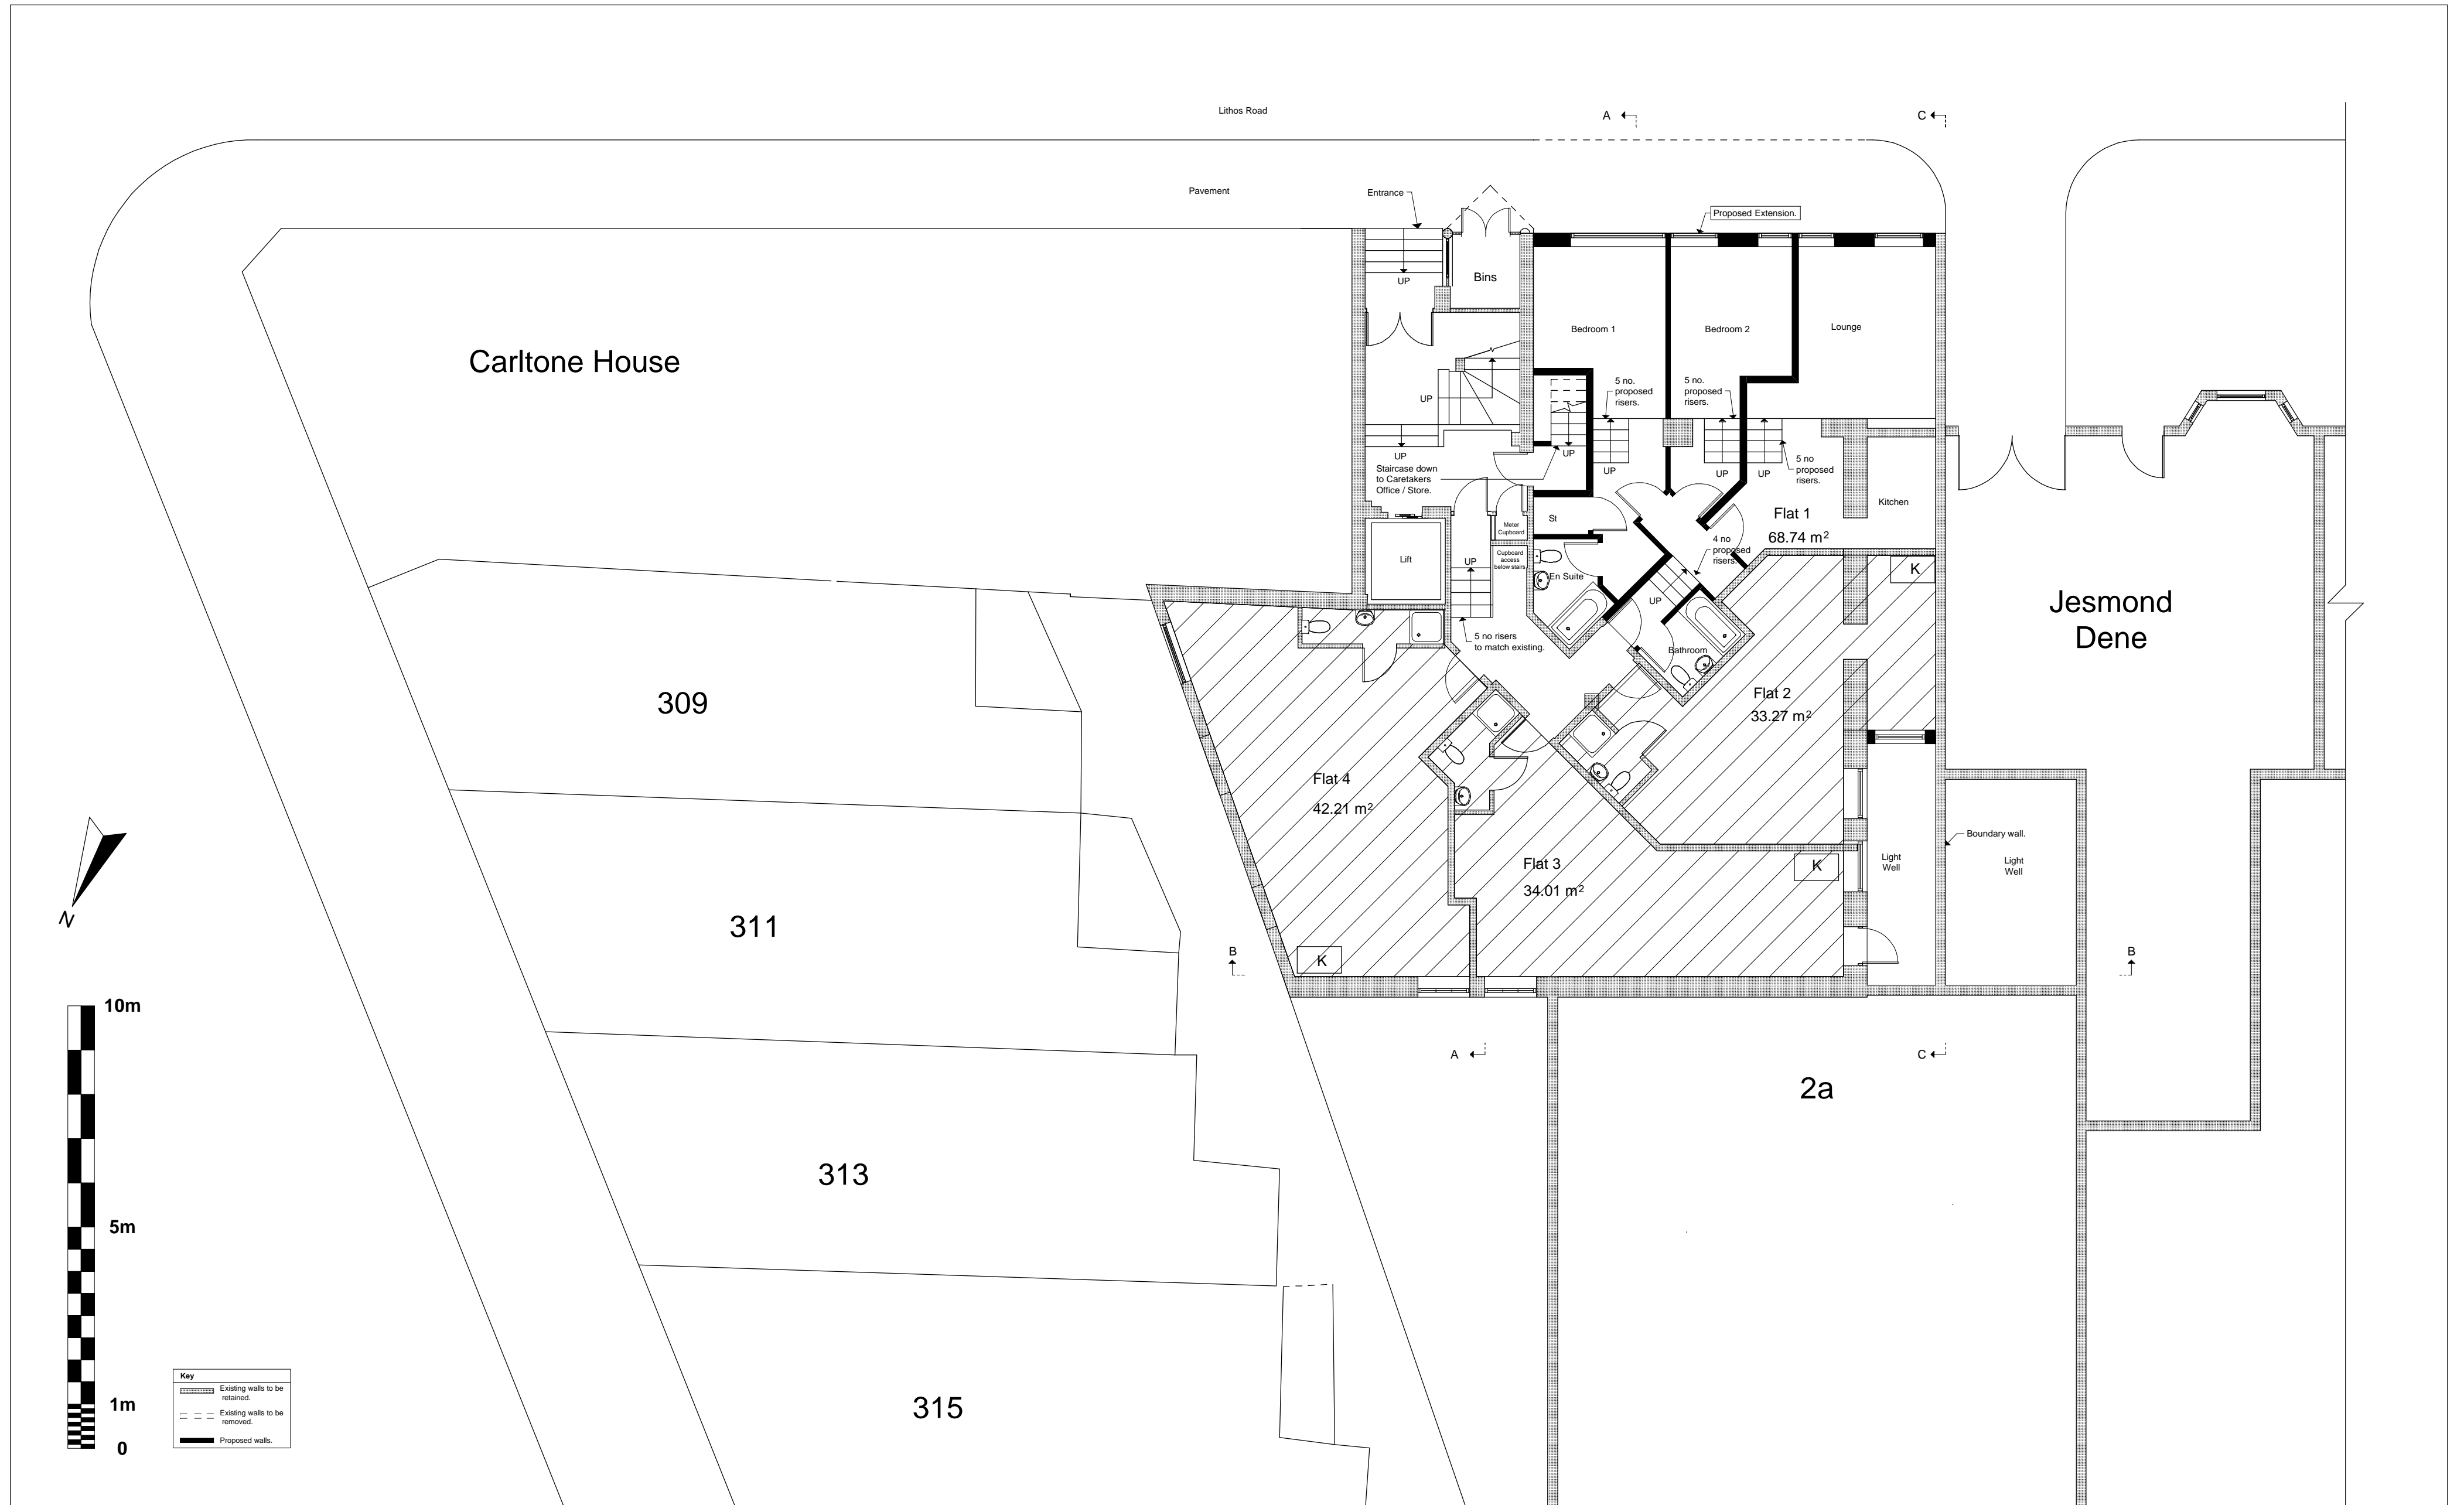 Lithos Road
A
C
Pavement
Entrance
Proposed Extension.
UP
Bins
Carltone House
Bedroom 1
Bedroom 2
Lounge
5 no.
proposed
risers.
5 no.
proposed
risers.
UP
UP
UP
UP
UP
UP
Staircase down
to Caretakers
Office / Store.
5 no
proposed
risers.
Kitchen
Flat 1
68.74 m²
St
Meter
Cupboard
Cupboard
access
below stairs.
4 no
proposed
risers.
Lift
UP
En Suite
UP
K
Jesmond
Dene
5 no risers
to match existing.
Bathroom
309
Flat 2
33.27 m²
Flat 4
42.21 m²
Flat 3
34.01 m²
K
Light
Well
Boundary wall.
Light
Well
N
311
K
B
B
A
C
10m
2a
313
5m
315
1m
0
Key
Existing walls to be
retained.
Existing walls to be
removed.
Proposed walls.